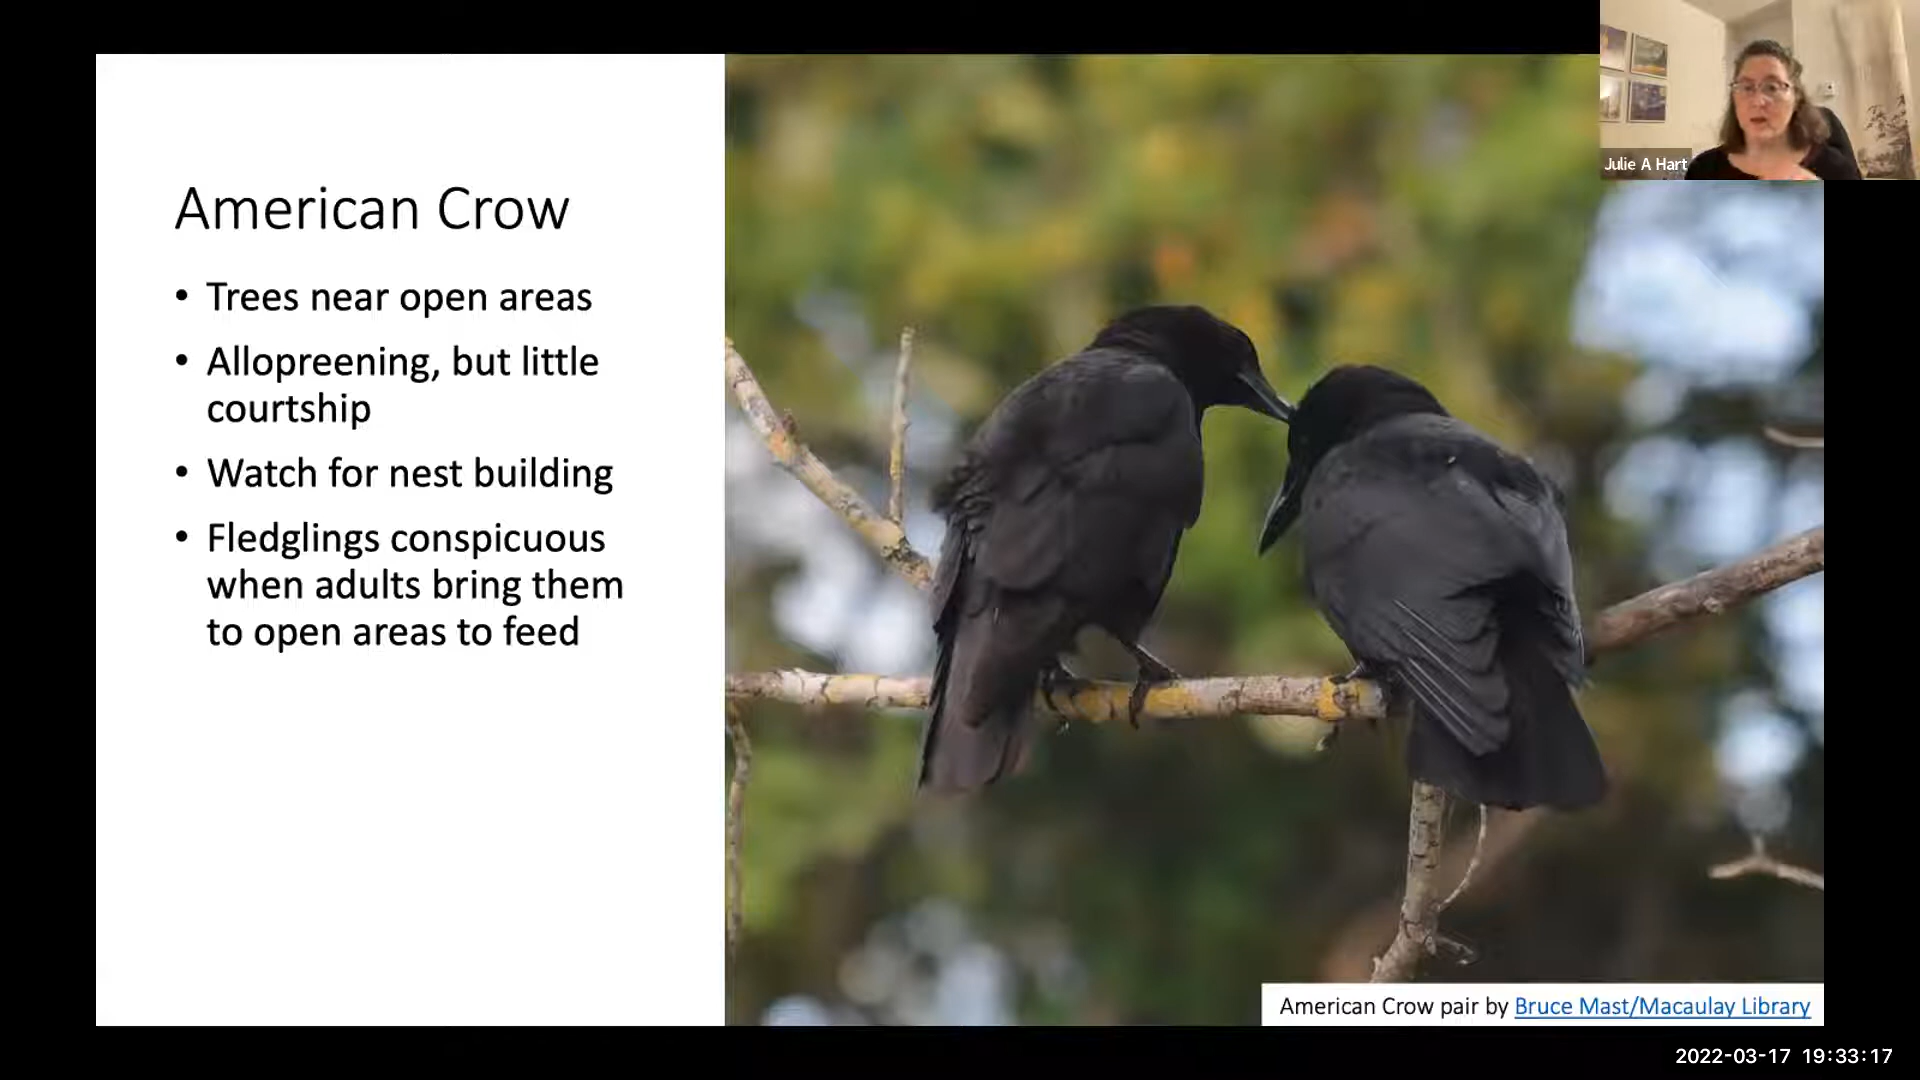 Julie A Hart
American Crow
• Trees near open areas
• Allopreening, but little
courtship
• Watch for nest building
• Fledglings conspicuous
when adults bring them
to open areas to feed
American Crow pair by Bruce Mast/Macaulay Library
2022-03-17 19:33:17